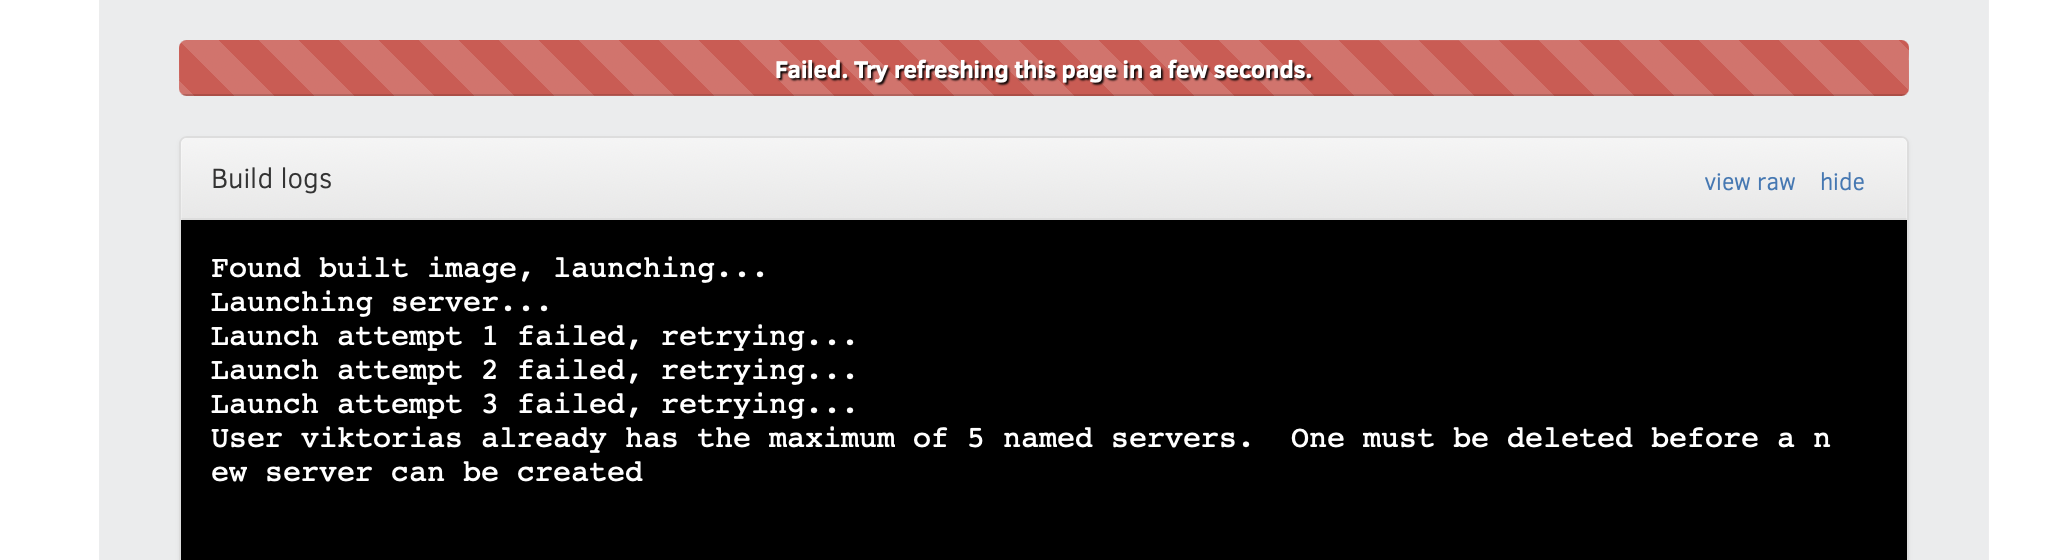 Failed. Try refreshing this page in a few seconds.
Build logs
view raw hide
Found built image, launching...
Launching server...
Launch attempt 1 failed, retrying...
Launch attempt 2 failed, retrying...
Launch attempt 3 failed, retrying...
User viktorias already has the maximum of 5 named servers.  One must be deleted before a n
ew server can be created